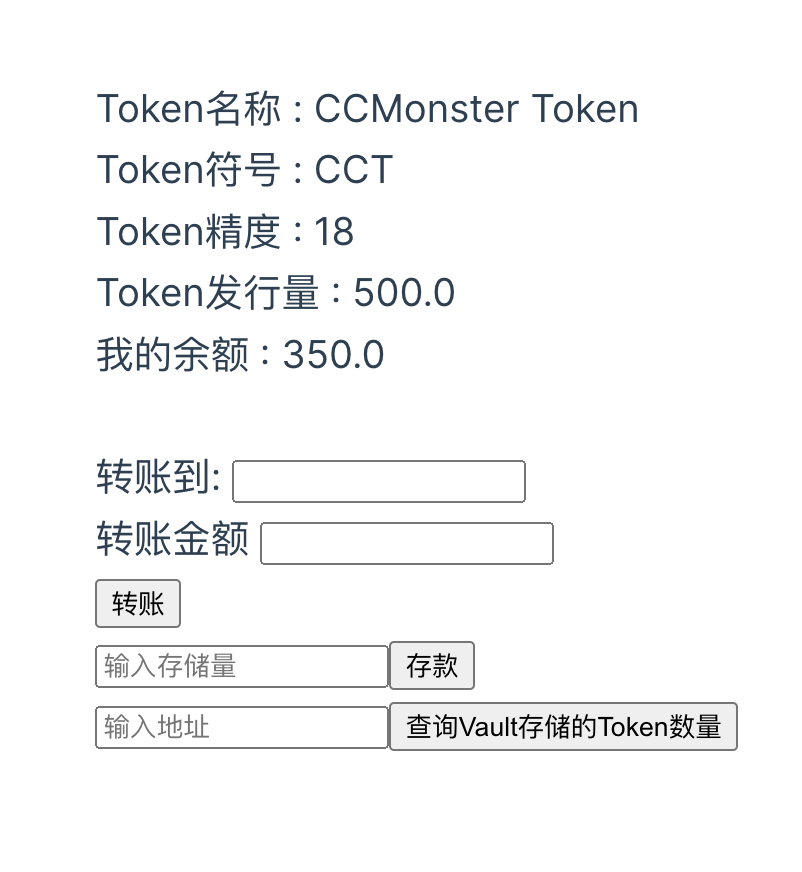 Token名称 : CCMonster Token
Token符号 : CCT
Token精度 : 18
Token发行量 : 500.0
我的余额 : 350.0
转账到:
转账金额
转账
输入存储量 存款
输入地址 查询Vault存储的Token数量